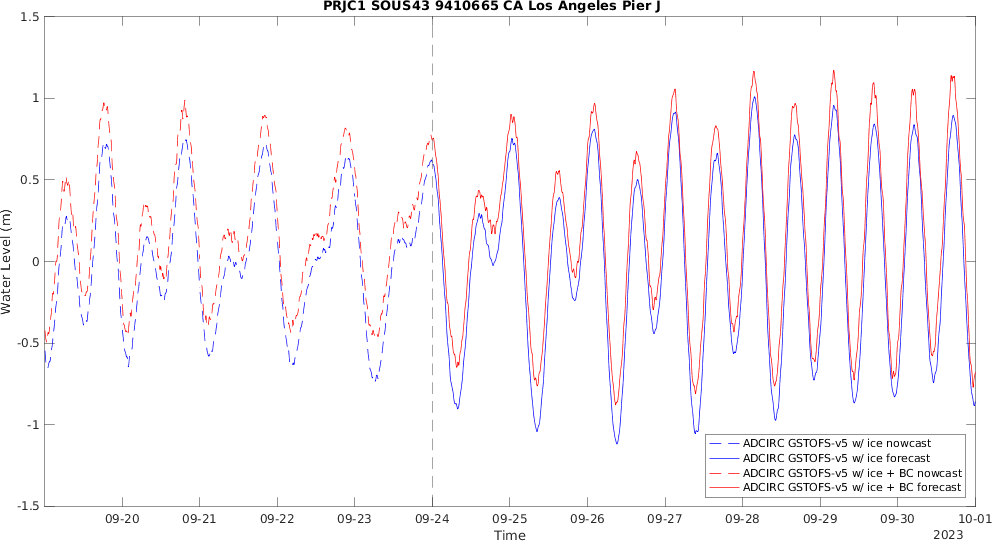 PRJC1 SOUS43 9410665 CA Los Angeles Pier J
1.5
1
0.5
0
-0.5
-1
-1.5
Water Level (m)
ADCIRC GSTOFS-v5 w/ ice nowcast
ADCIRC GSTOFS-v5 w/ ice forecast
ADCIRC GSTOFS-v5 w/ ice + BC nowcast
ADCIRC GSTOFS-v5 w/ ice + BC forecast
09-20 09-21 09-22 09-23 09-24 09-25 09-26 09-27 09-28 09-29 09-30 10-01
Time
2023